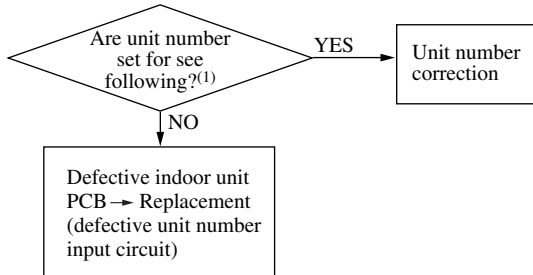 Are unit number
set for see
following?(1)
YES
Unit number
correction
NO
Defective indoor unit
PCB → Replacement
(defective unit number
input circuit)